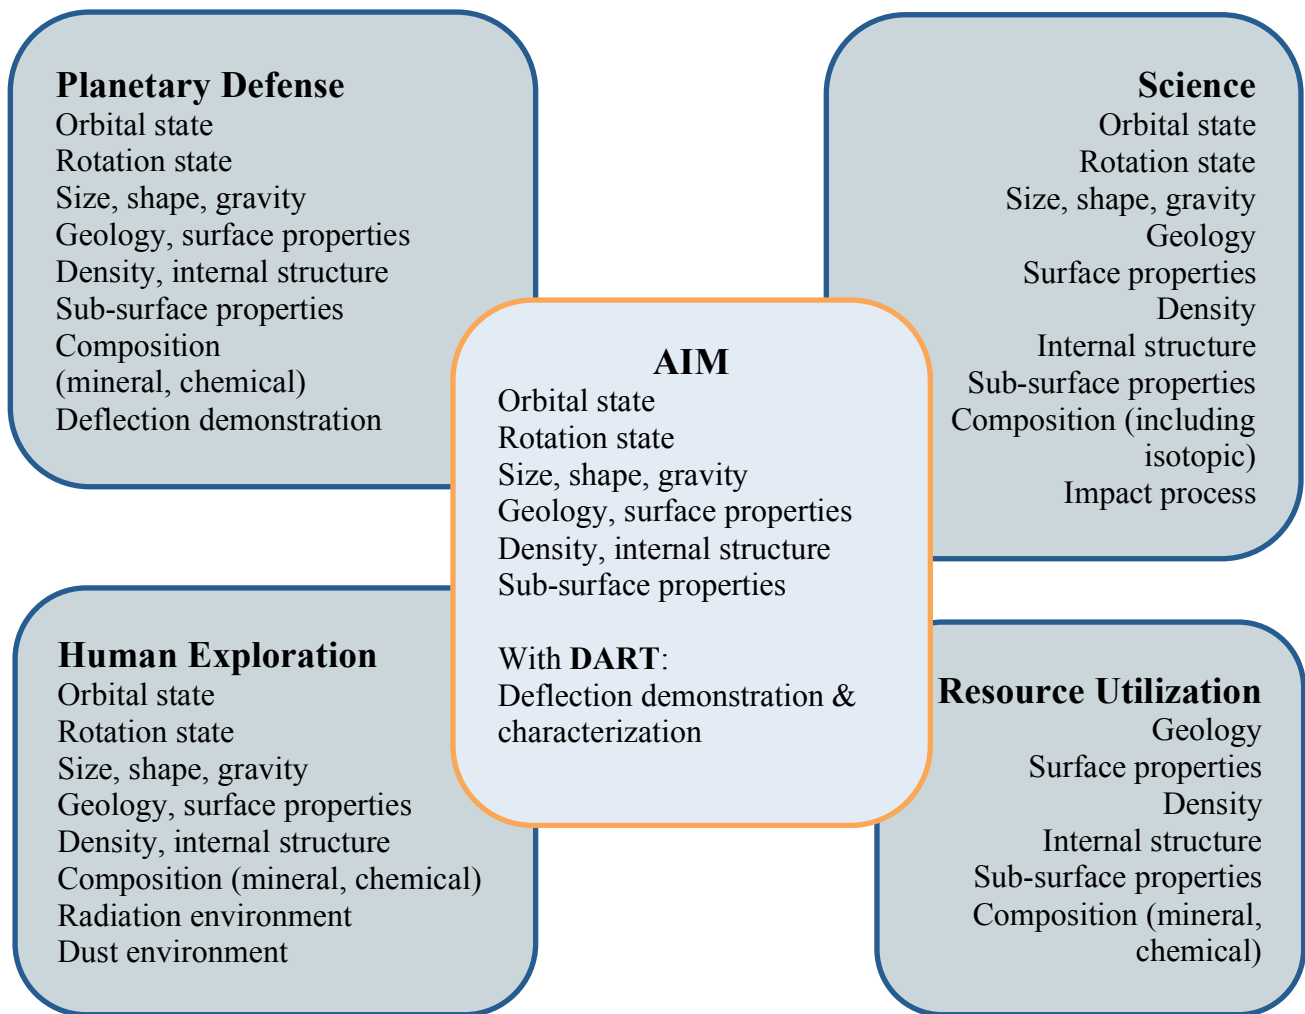 Planetary Defense
Orbital state
Rotation state
Size, shape, gravity
Geology, surface properties
Density, internal structure
Sub-surface properties
Composition
(mineral, chemical)
Deflection demonstration
Science
Orbital state
Rotation state
Size, shape, gravity
Geology
Surface properties
Density
Internal structure
Sub-surface properties
Composition (including
isotopic)
Impact process
AIM
Orbital state
Rotation state
Size, shape, gravity
Geology, surface properties
Density, internal structure
Sub-surface properties
With DART:
Deflection demonstration &
characterization
Human Exploration
Orbital state
Rotation state
Size, shape, gravity
Geology, surface properties
Density, internal structure
Composition (mineral, chemical)
Radiation environment
Dust environment
Resource Utilization
Geology
Surface properties
Density
Internal structure
Sub-surface properties
Composition (mineral,
chemical)